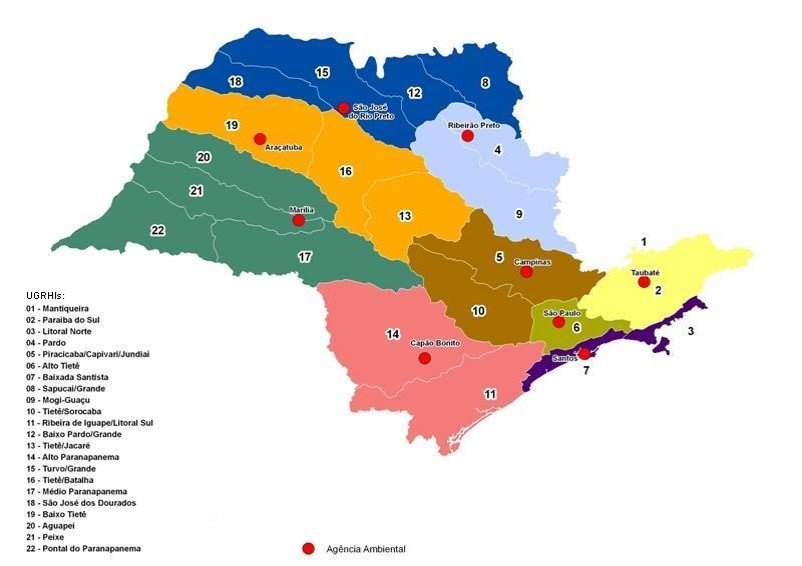 15
18
8
12
São José
do Rio Preto
19
Ribeirão Preto
4
Araçatuba
20
16
21
Marília
13
9
22
17
5
Campinas
1
Taubaté
2
10
São Paulo
6
3
14
Capão Bonito
Santos
7
11
UGRHIs:
01 - Mantiqueira
02 - Paraiba do Sul
03 - Litoral Norte
04 - Pardo
05 - Piracicaba/Capivari/Jundiai
06 - Alto Tietê
07 - Baixada Santista
08 - Sapucai/Grande
09 - Mogi-Guaçu
10 - Tietê/Sorocaba
11 - Ribeira de Iguape/Litoral Sul
12 - Baixo Pardo/Grande
13 - Tietê/Jacaré
14 - Alto Paranapanema
15 - Turvo/Grande
16 - Tietê/Batalha
17 - Médio Paranapanema
18 - São José dos Dourados
19 - Baixo Tietê
20 - Aguapei
21 - Peixe
22 - Pontal do Paranapanema
Agência Ambiental